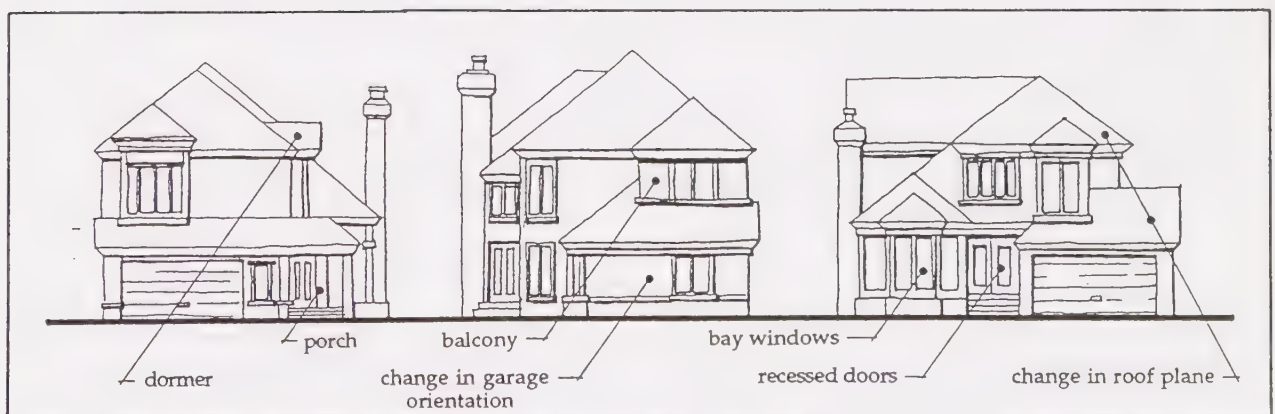 porch
balcony
bay windows
dormer
change in garage
orientation
recessed doors
change in roof plane